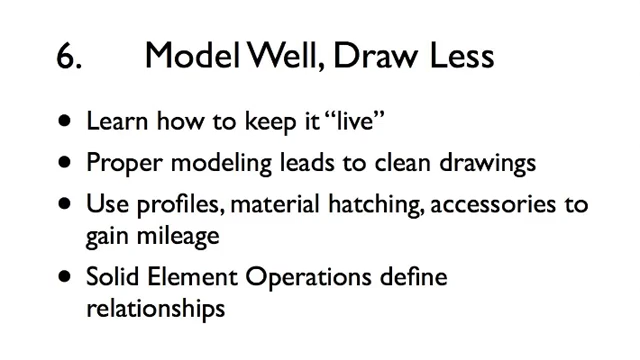 6. Model Well, Draw Less
• Learn how to keep it “live”
• Proper modeling leads to clean drawings
• Use profiles, material hatching, accessories to
gain mileage
• Solid Element Operations define
relationships